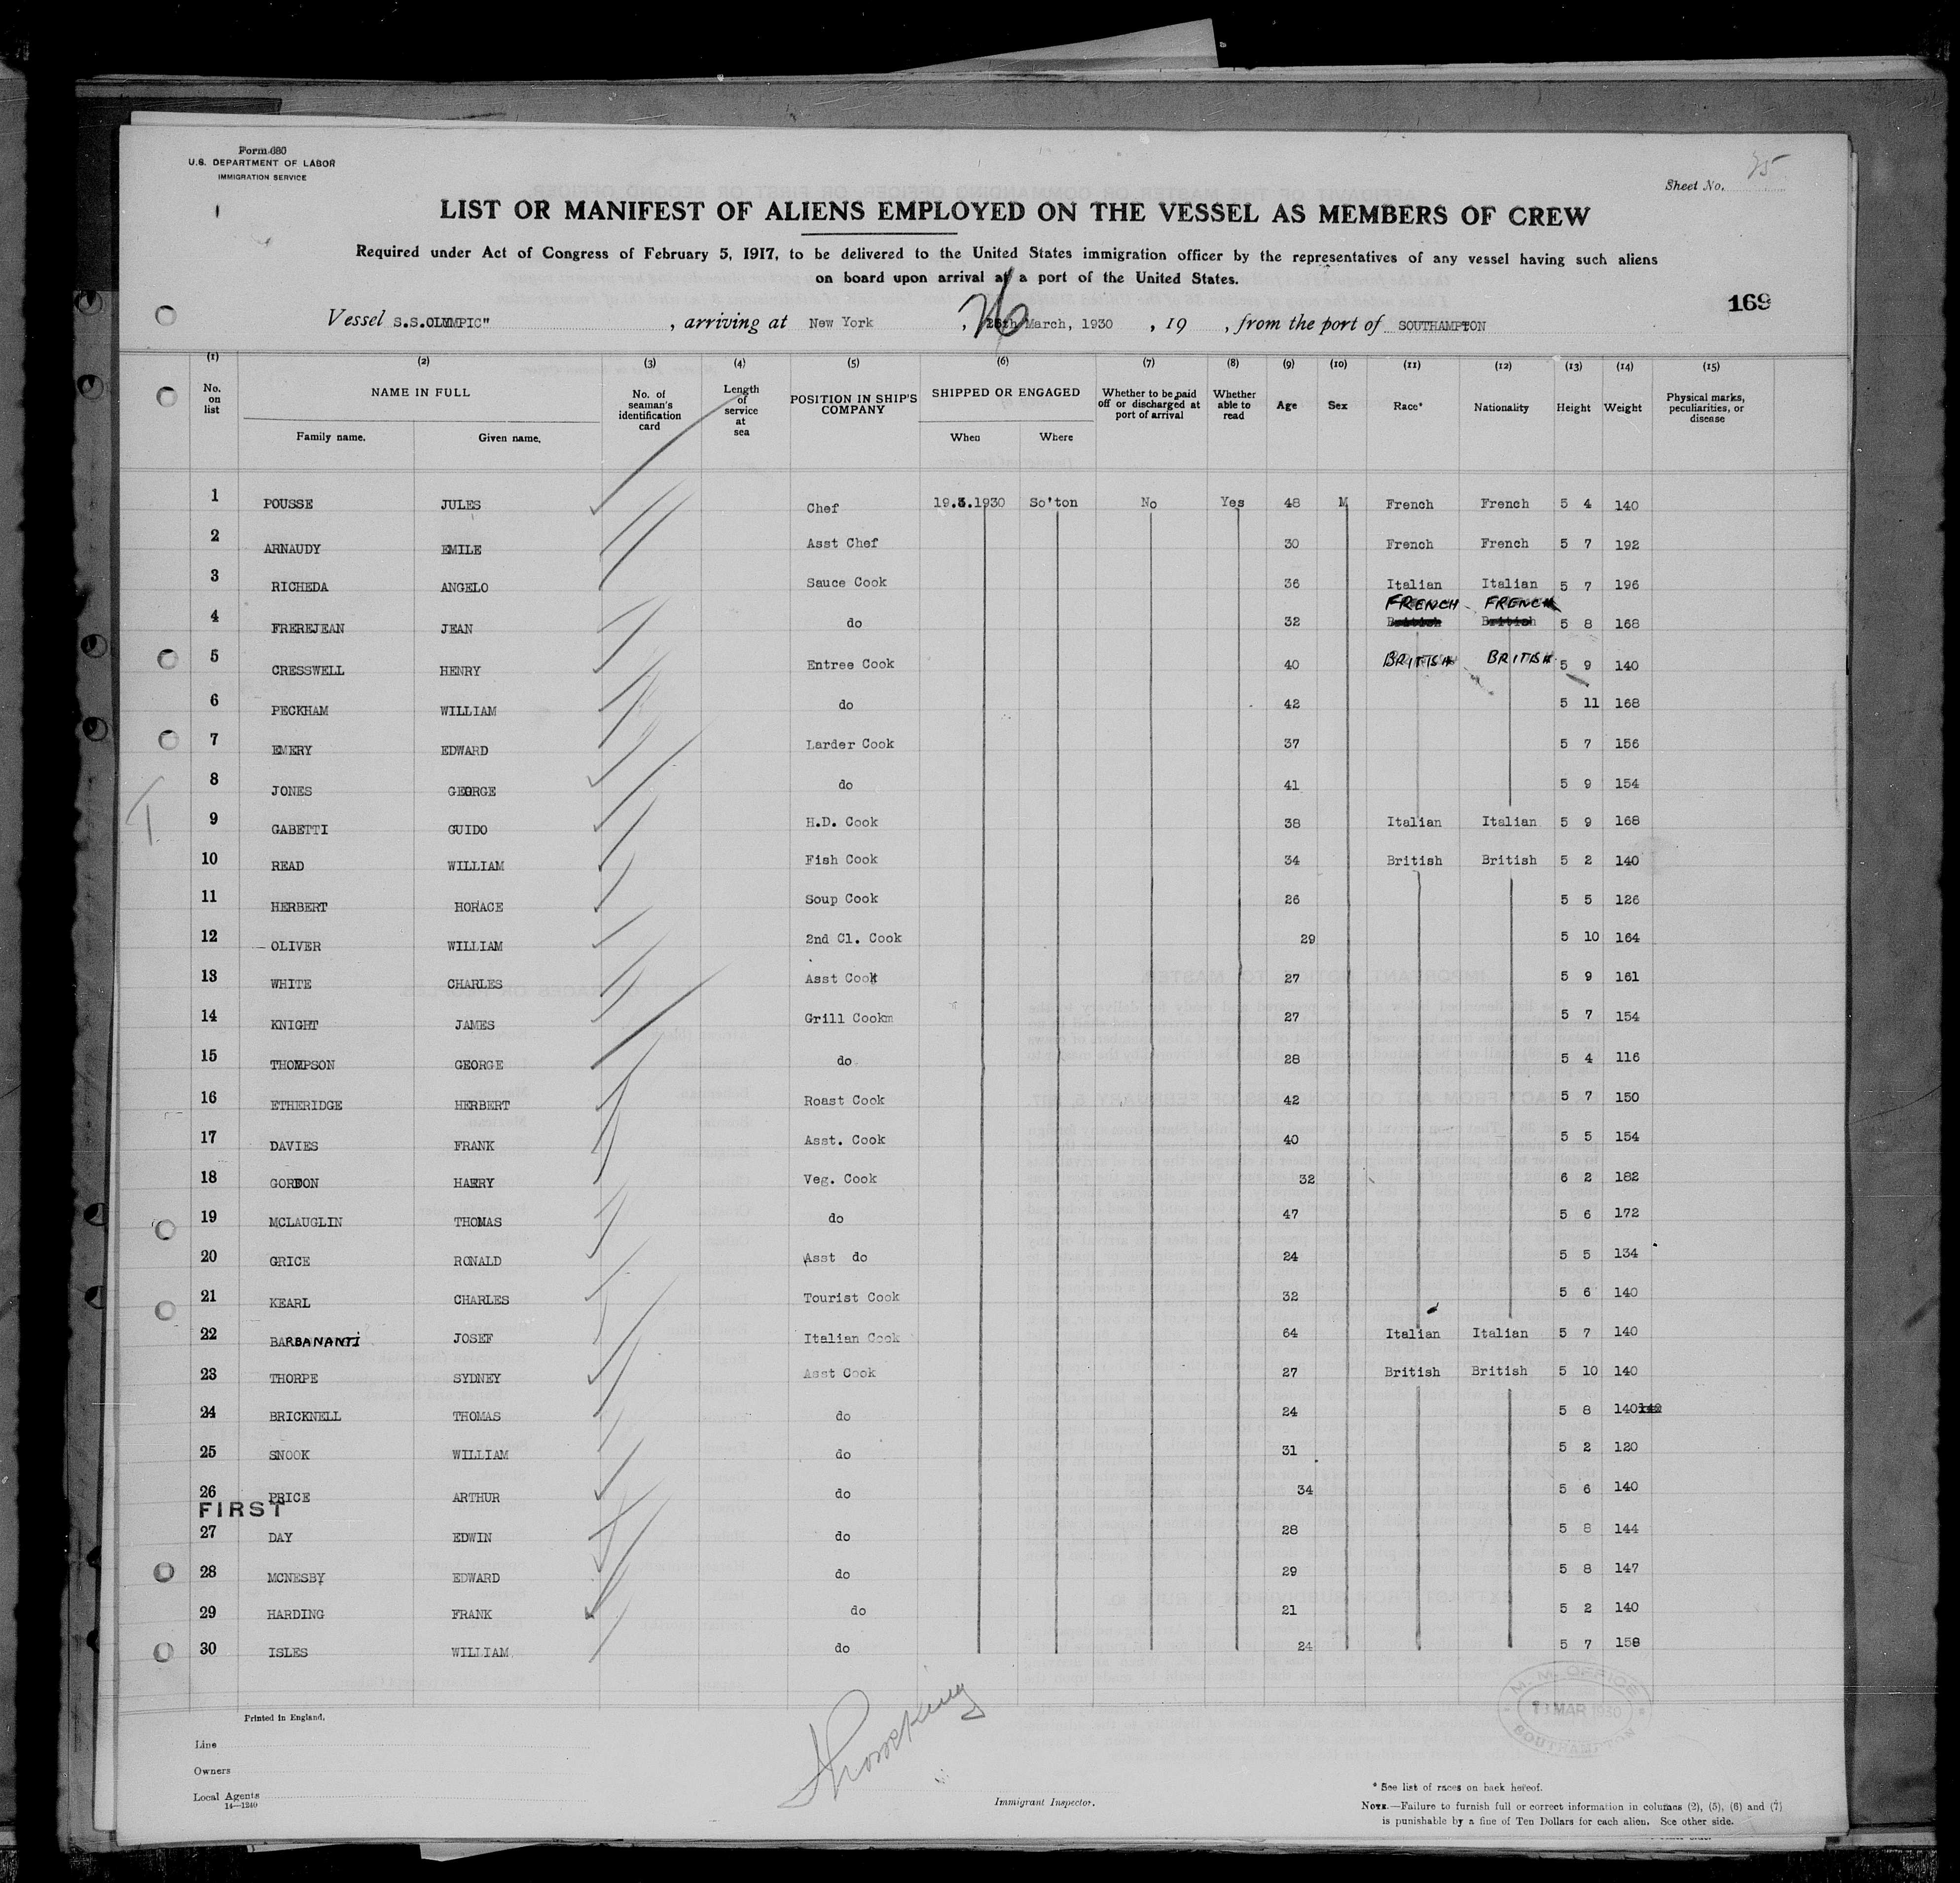 Form 680
U.S. DEPARTMENT OF LABOR
IMMIGRATION SERVICE
Sheet No. 75
LIST OR MANIFEST OF ALIENS EMPLOYED ON THE VESSEL AS MEMBERS OF CREW
Required under Act of Congress of February 5, 1917, to be delivered to the United States immigration officer by the representatives of any vessel having such aliens
on board upon arrival at a port of the United States.
169
Vessel S.S.OLYMPIC" , arriving at New York , 26 March, 1930 , 19 , from the port of SOUTHAMPTON
(1) (2) (3) (4) (5) (6) (7) (8) (9) (10) (11) (12) (13) (14) (15)
No. on list NAME IN FULL Family name. Given name. No. of seaman's identification card Length of service at sea POSITION IN SHIP'S COMPANY SHIPPED OR ENGAGED When Where Whether to be paid off or discharged at port of arrival Whether able to read Age Sex Race* Nationality Height Weight Physical marks, peculiarities, or disease
1 POUSSE JULES Chef 19.3.1930 So'ton No Yes 48 M French French 5 4 140
2 ARNAUDY EMILE Asst Chef 30 French French 5 7 192
3 RICHEDA ANGELO Sauce Cook 36 Italian Italian 5 7 196
FRENCH FRENCH
4 FREREJEAN JEAN do 32 British British 5 8 168
5 CRESSWELL HENRY Entree Cook 40 BRITISH BRITISH 5 9 140
6 PECKHAM WILLIAM do 42 5 11 168
7 EMERY EDWARD Larder Cook 37 5 7 156
8 JONES GEORGE do 41 5 9 154
9 GABETTI GUIDO H.D. Cook 38 Italian Italian 5 9 168
10 READ WILLIAM Fish Cook 34 British British 5 2 140
11 HERBERT HORACE Soup Cook 26 5 5 126
12 OLIVER WILLIAM 2nd Cl. Cook 29 5 10 164
13 WHITE CHARLES Asst Cook 27 5 9 161
14 KNIGHT JAMES Grill Cookm 27 5 7 154
15 THOMPSON GEORGE do 28 5 4 116
16 ETHERIDGE HERBERT Roast Cook 42 5 7 150
17 DAVIES FRANK Asst. Cook 40 5 5 154
18 GORDON HARRY Veg. Cook 32 6 2 182
19 MCLAUGLIN THOMAS do 47 5 6 172
20 GRICE RONALD Asst do 24 5 5 134
21 KEARL CHARLES Tourist Cook 32 5 6 140
22 BARBANANTi JOSEF Italian Cook 64 Italian Italian 5 7 140
23 THORPE SYDNEY Asst Cook 27 British British 5 10 140
24 BRICKNELL THOMAS do 24 5 8 140 140
25 SNOOK WILLIAM do 31 5 2 120
26 PRICE ARTHUR do 34 5 6 140
FIRST
27 DAY EDWIN do 28 5 8 144
28 MCNESBY EDWARD do 29 5 8 147
29 HARDING FRANK do 21 5 2 140
30 ISLES WILLIAM do 24 5 7 158
M.M. OFFICE
MAR 1930
SOUTHAMPTON
Printed in England.
Line
Owners
Local Agents
14—1240
Immigrant Inspector.
* See list of races on back hereof.
NOTE.—Failure to furnish full or correct information in columns (2), (5), (6) and (7)
is punishable by a fine of Ten Dollars for each alien. See other side.